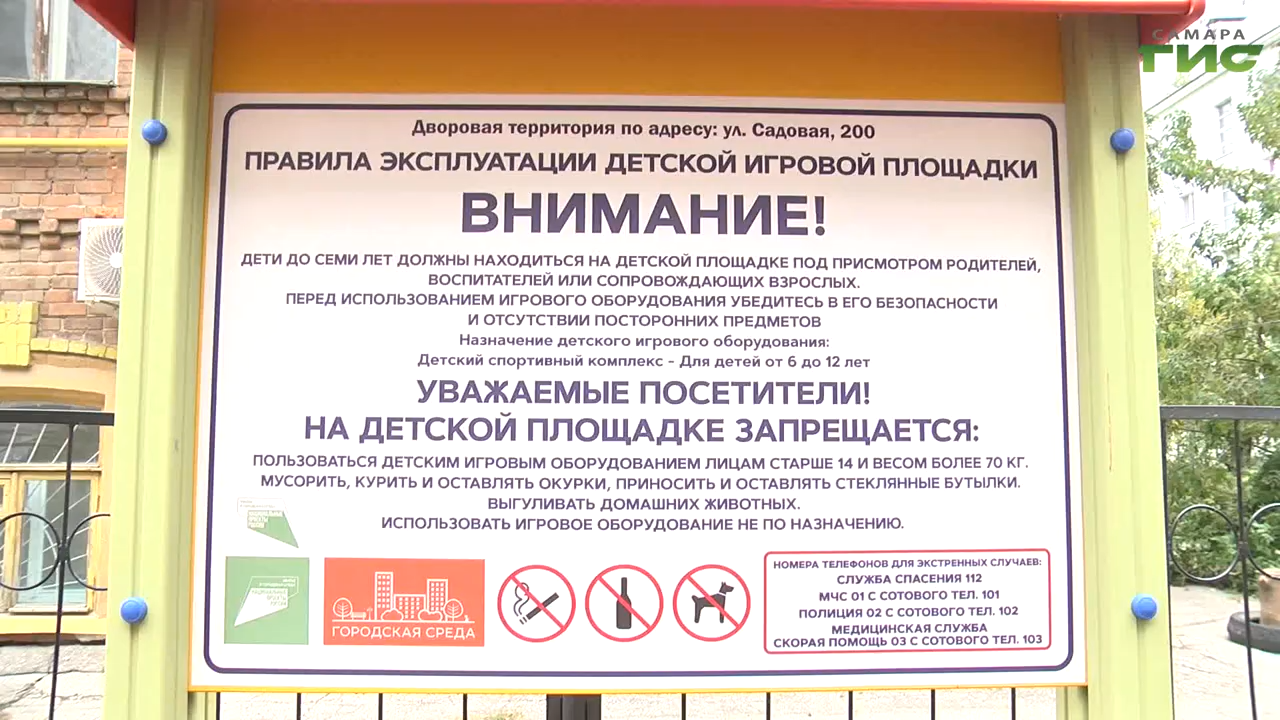 САМАРА
ГИС
Дворовая территория по адресу: ул. Садовая, 200
ПРАВИЛА ЭКСПЛУАТАЦИИ ДЕТСКОЙ ИГРОВОЙ ПЛОЩАДКИ
ВНИМАНИЕ!
ДЕТИ ДО СЕМИ ЛЕТ ДОЛЖНЫ НАХОДИТЬСЯ НА ДЕТСКОЙ ПЛОЩАДКЕ ПОД ПРИСМОТРОМ РОДИТЕЛЕЙ,
ВОСПИТАТЕЛЕЙ ИЛИ СОПРОВОЖДАЮЩИХ ВЗРОСЛЫХ.
ПЕРЕД ИСПОЛЬЗОВАНИЕМ ИГРОВОГО ОБОРУДОВАНИЯ УБЕДИТЕСЬ В ЕГО БЕЗОПАСНОСТИ
И ОТСУТСТВИИ ПОСТОРОННИХ ПРЕДМЕТОВ
Назначение детского игрового оборудования:
Детский спортивный комплекс - Для детей от 6 до 12 лет
УВАЖАЕМЫЕ ПОСЕТИТЕЛИ!
НА ДЕТСКОЙ ПЛОЩАДКЕ ЗАПРЕЩАЕТСЯ:
ПОЛЬЗОВАТЬСЯ ДЕТСКИМ ИГРОВЫМ ОБОРУДОВАНИЕМ ЛИЦАМ СТАРШЕ 14 И ВЕСОМ БОЛЕЕ 70 КГ.
МУСОРИТЬ, КУРИТЬ И ОСТАВЛЯТЬ ОКУРКИ, ПРИНОСИТЬ И ОСТАВЛЯТЬ СТЕКЛЯННЫЕ БУТЫЛКИ.
ВЫГУЛИВАТЬ ДОМАШНИХ ЖИВОТНЫХ.
ИСПОЛЬЗОВАТЬ ИГРОВОЕ ОБОРУДОВАНИЕ НЕ ПО НАЗНАЧЕНИЮ.
НАЦИОНАЛЬНЫЕ
ПРОЕКТЫ
РОССИИ
НАЦИОНАЛЬНЫЕ
ПРОЕКТЫ
РОССИИ
ГОРОДСКАЯ СРЕДА
НОМЕРА ТЕЛЕФОНОВ ДЛЯ ЭКСТРЕННЫХ СЛУЧАЕВ:
СЛУЖБА СПАСЕНИЯ 112
МЧС 01 С СОТОВОГО ТЕЛ. 101
ПОЛИЦИЯ 02 С СОТОВОГО ТЕЛ. 102
МЕДИЦИНСКАЯ СЛУЖБА
СКОРАЯ ПОМОЩЬ 03 С СОТОВОГО ТЕЛ. 103